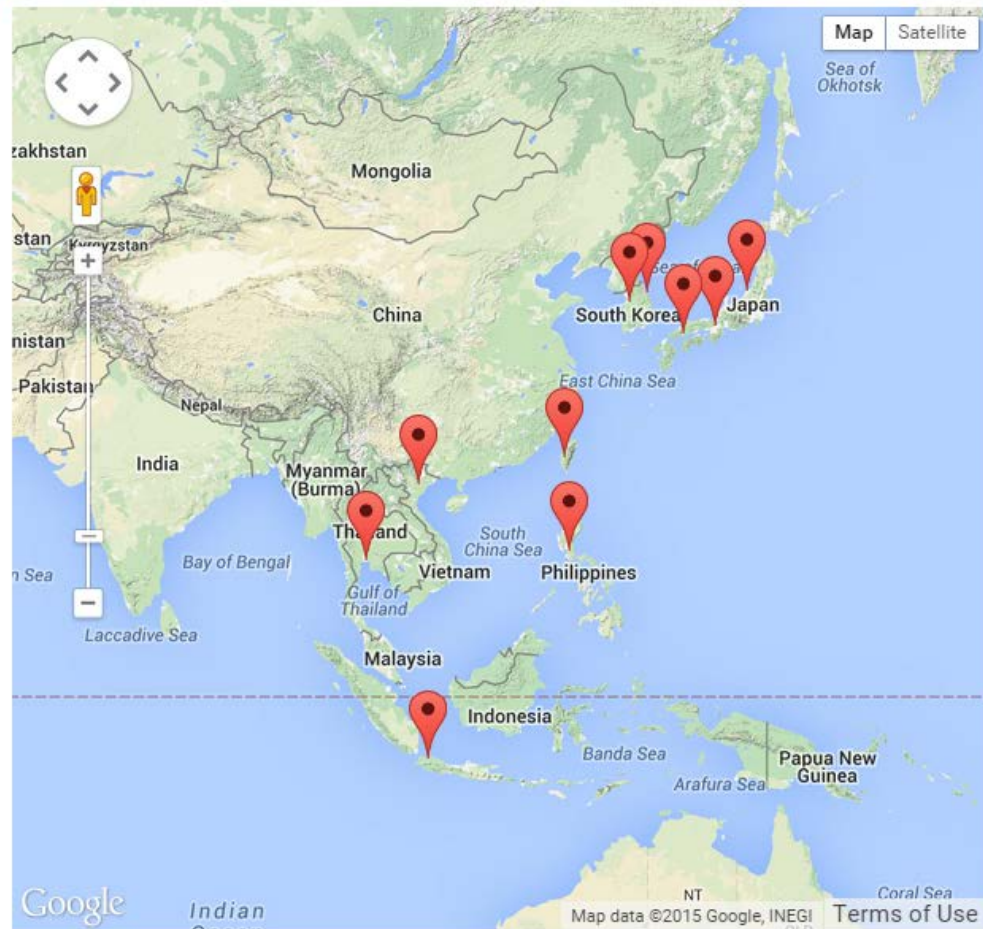 Map Satellite
Sea of
Okhotsk
zakhstan
Mongolia
stan
Kyrgyzstan
+
Japan
South Korea
China
nistan
Pakistan
East China Sea
Nepal
India
Myanmar
(Burma)
Thailand
South
China Sea
Bay of Bengal
Vietnam
Philippines
n Sea
Gulf of
Thailand
−
Laccadive Sea
Malaysia
Indonesia
Banda Sea
Papua New
Guinea
Arafura Sea
NT
Coral Sea
Google
Indian
Map data ©2015 Google, INEGI Terms of Use